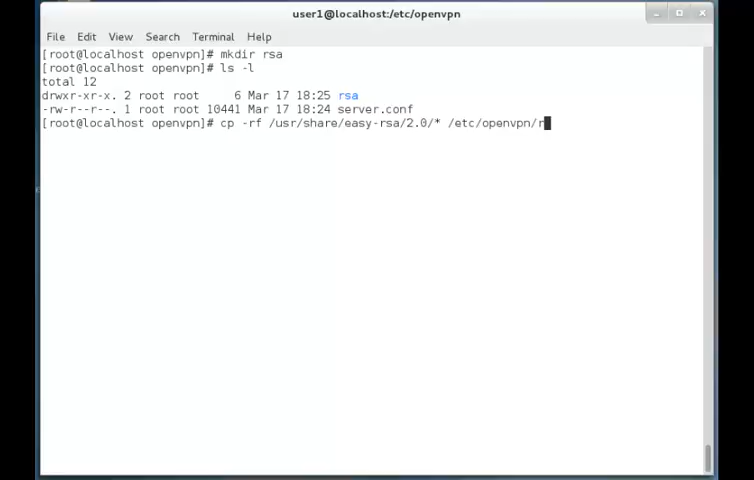 user1@localhost:/etc/openvpn
File Edit View Search Terminal Help
[root@localhost openvpn]# mkdir rsa
[root@localhost openvpn]# ls -l
total 12
drwxr-xr-x. 2 root root     6 Mar 17 18:25 rsa
-rw-r--r--. 1 root root 10441 Mar 17 18:24 server.conf
[root@localhost openvpn]# cp -rf /usr/share/easy-rsa/2.0/* /etc/openvpn/r